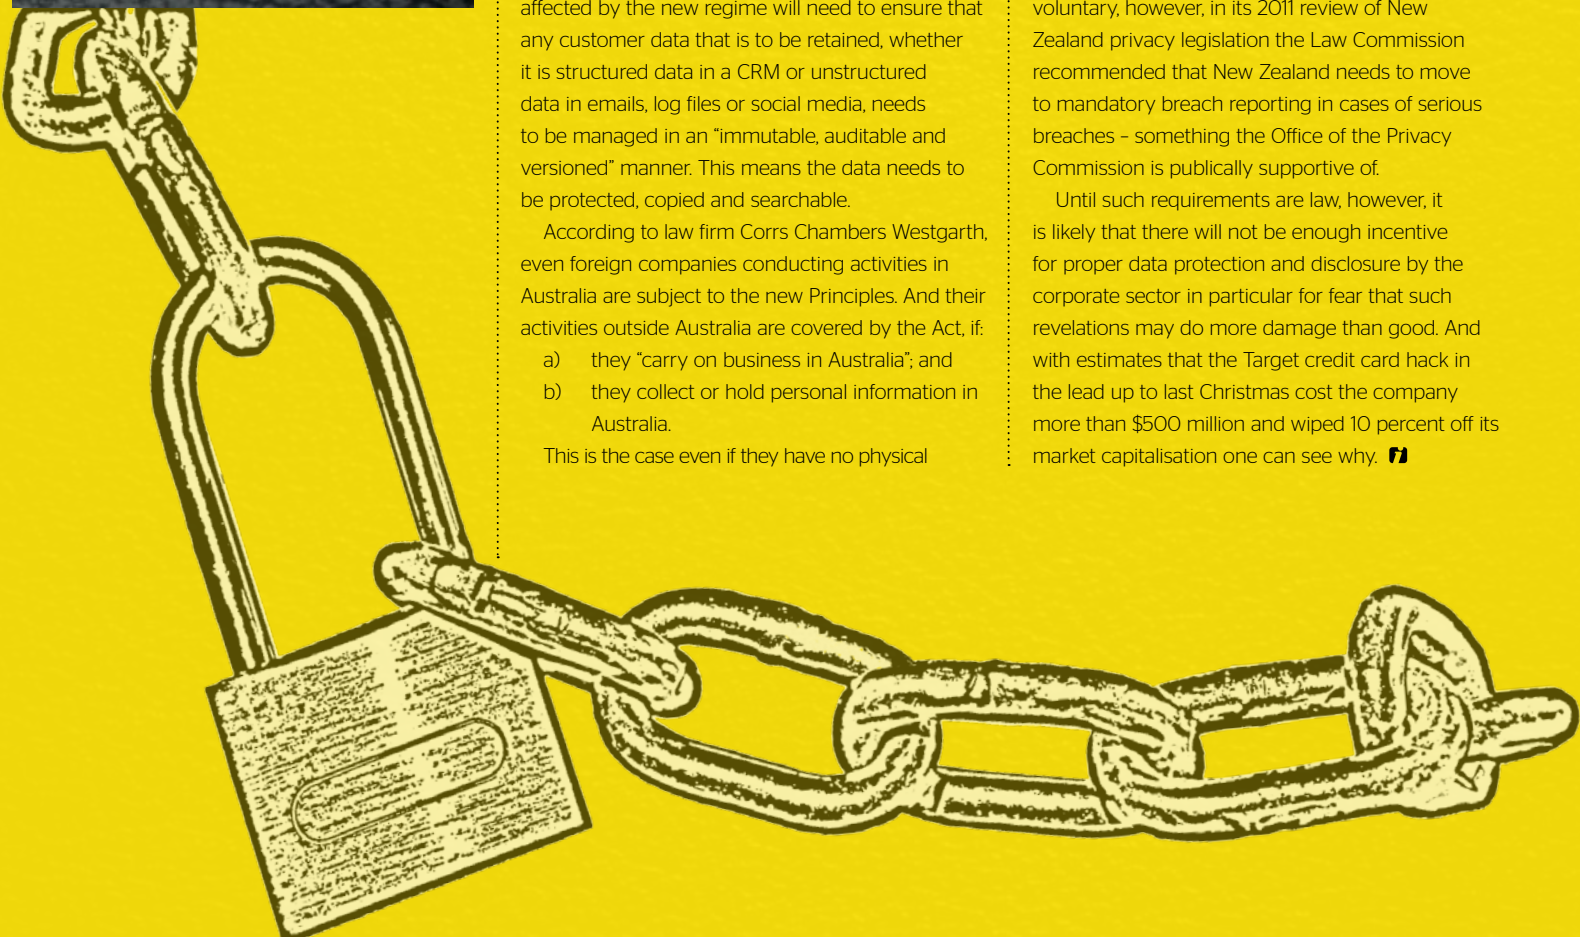 affected by the new regime will need to ensure that
any customer data that is to be retained, whether
it is structured data in a CRM or unstructured
data in emails, log files or social media, needs
to be managed in an “immutable, auditable and
versioned” manner. This means the data needs to
be protected, copied and searchable.
According to law firm Corrs Chambers Westgarth,
even foreign companies conducting activities in
Australia are subject to the new Principles. And their
activities outside Australia are covered by the Act, if:
a) they “carry on business in Australia”; and
b) they collect or hold personal information in
Australia.
This is the case even if they have no physical
voluntary, however, in its 2011 review of New
Zealand privacy legislation the Law Commission
recommended that New Zealand needs to move
to mandatory breach reporting in cases of serious
breaches – something the Office of the Privacy
Commission is publically supportive of.
Until such requirements are law, however, it
is likely that there will not be enough incentive
for proper data protection and disclosure by the
corporate sector in particular for fear that such
revelations may do more damage than good. And
with estimates that the Target credit card hack in
the lead up to last Christmas cost the company
more than $500 million and wiped 10 percent off its
market capitalisation one can see why.